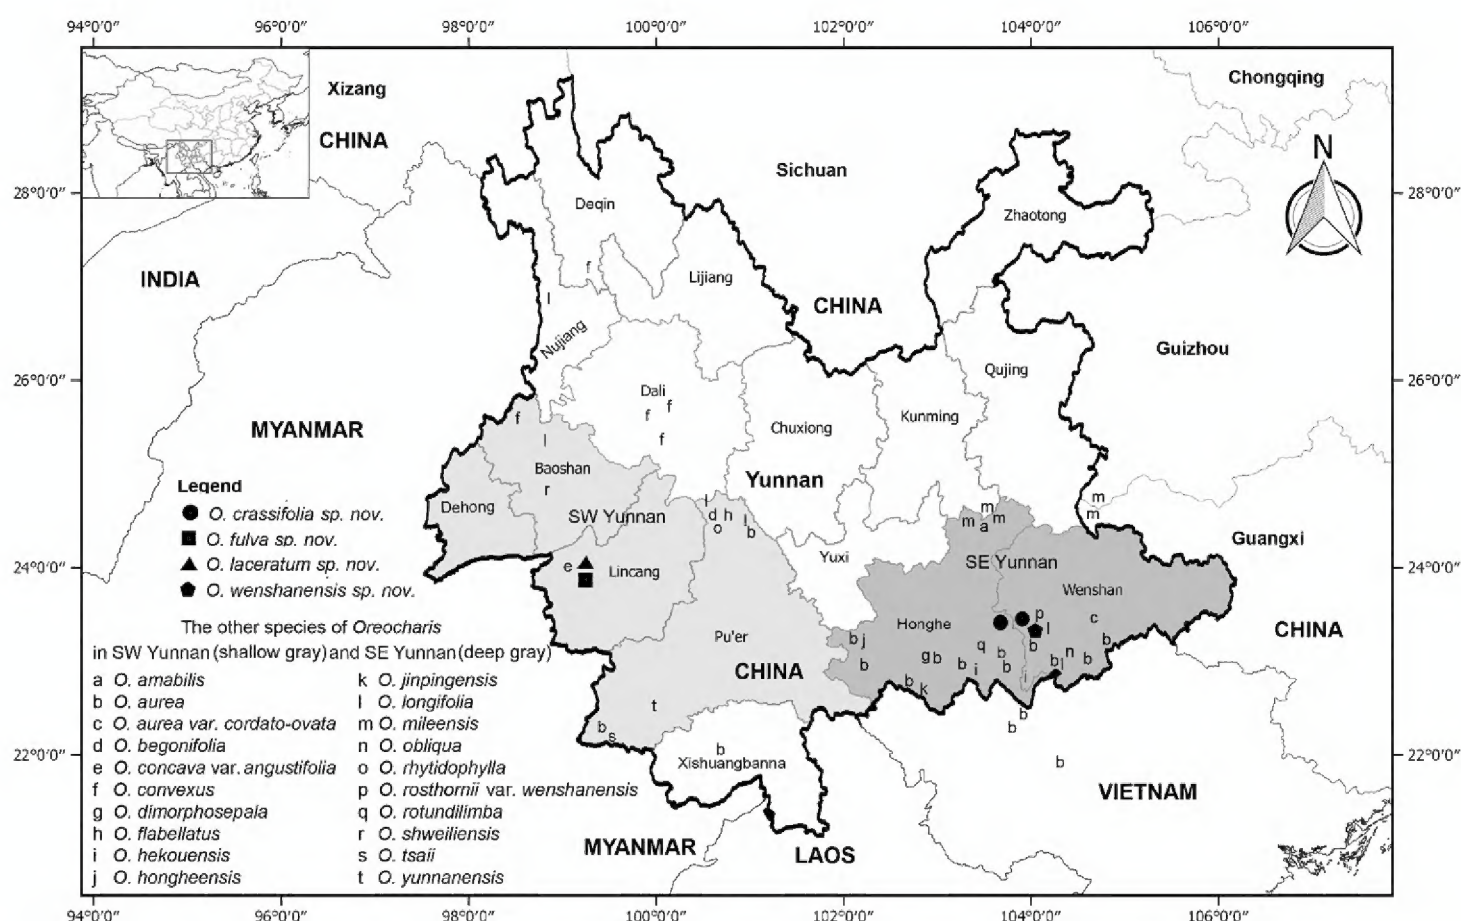 94°0'0" 96°0'0" 98°0'0" 100°0'0" 102°0'0" 104°0'0" 106°0'0"
Xizang
Chongqing
CHINA
N
Sichuan
28°0'0" 28°0'0"
Deqin
Zhaotong
f
INDIA
Lijiang
l
CHINA
Nujiang
Guizhou
Qujing
26°0'0" 26°0'0"
Dali
f
f
Kunming
f
Chuxiong
MYANMAR
f
l
Baoshan
Yunnan
Legend
r
Dehong
m
l
m
O. crassifolia sp. nov.
SW Yunnan
d h
m
m a m
o
l
b
O. fulva sp. nov.
Guangxi
Yuxi
SE Yunnan
O. laceratum sp. nov.
e
Lincang
24°0'0" 24°0'0"
O. wenshanensis sp. nov.
Wenshan
p
c
Honghe
l
The other species of Oreocharis
Pu'er
b j
b
CHINA
q b b n
in SW Yunnan (shallow gray) and SE Yunnan (deep gray)
g b b b b l b
CHINA
b i i
a O. amabilis k O. jinpingensis
b k
b O. aurea l O. longifolia
t
c O. aurea var. cordato-ovata m O. mileensis
b
b
d O. begonifolia n O. obliqua
b s
22°0'0" 22°0'0"
b
b
e O. concava var. angustifolia o O. rhytidophylla
Xishuangbanna
f O. convexus p O. rosthornii var. wenshanensis
VIETNAM
g O. dimorphosepala q O. rotundilimba
h O. flabellatus r O. shweiliensis
MYANMAR
LAOS
i O. hekouensis s O. tsaii
j O. hongheensis t O. yunnanensis
94°0'0" 96°0'0" 98°0'0" 100°0'0" 102°0'0" 104°0'0" 106°0'0"